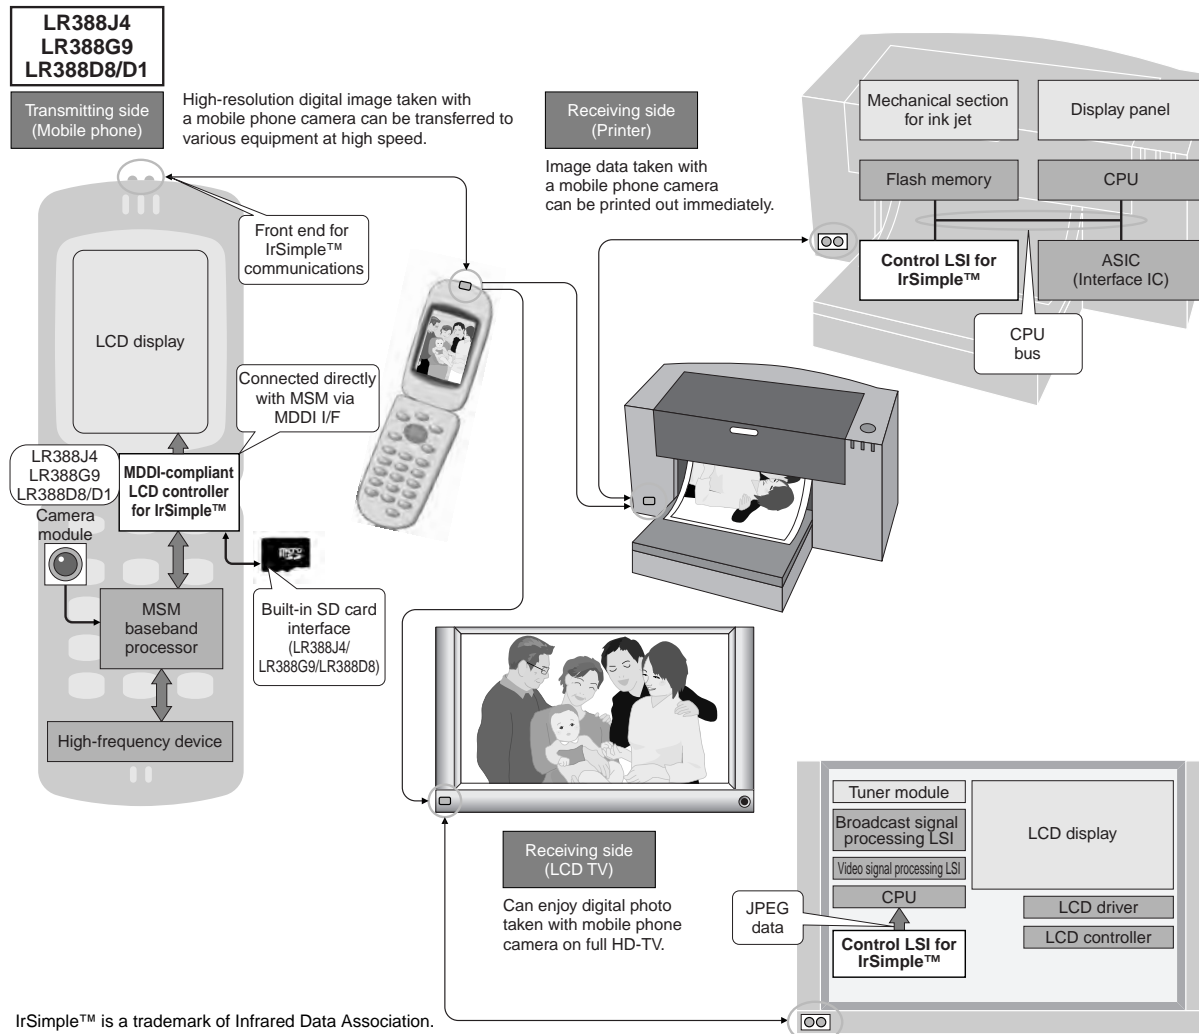 LR388J4
LR388G9
LR388D8/D1
Transmitting side
(Mobile phone)
High-resolution digital image taken with
a mobile phone camera can be transferred to
various equipment at high speed.
Receiving side
(Printer)
Image data taken with
a mobile phone camera
can be printed out immediately.
Mechanical section
for ink jet
Display panel
Flash memory
CPU
Control LSI for
IrSimple™
ASIC
(Interface IC)
CPU
bus
Front end for
IrSimple™
communications
LCD display
Connected directly
with MSM via
MDDI I/F
LR388J4
LR388G9
LR388D8/D1
MDDI-compliant
LCD controller
for IrSimple™
Camera
module
micro
SD
MSM
baseband
processor
Built-in SD card
interface
(LR388J4/
LR388G9/LR388D8)
High-frequency device
Receiving side
(LCD TV)
Can enjoy digital photo
taken with mobile phone
camera on full HD-TV.
Tuner module
Broadcast signal
processing LSI
Video signal processing LSI
CPU
LCD display
LCD driver
LCD controller
JPEG
data
Control LSI for
IrSimple™
IrSimple™ is a trademark of Infrared Data Association.